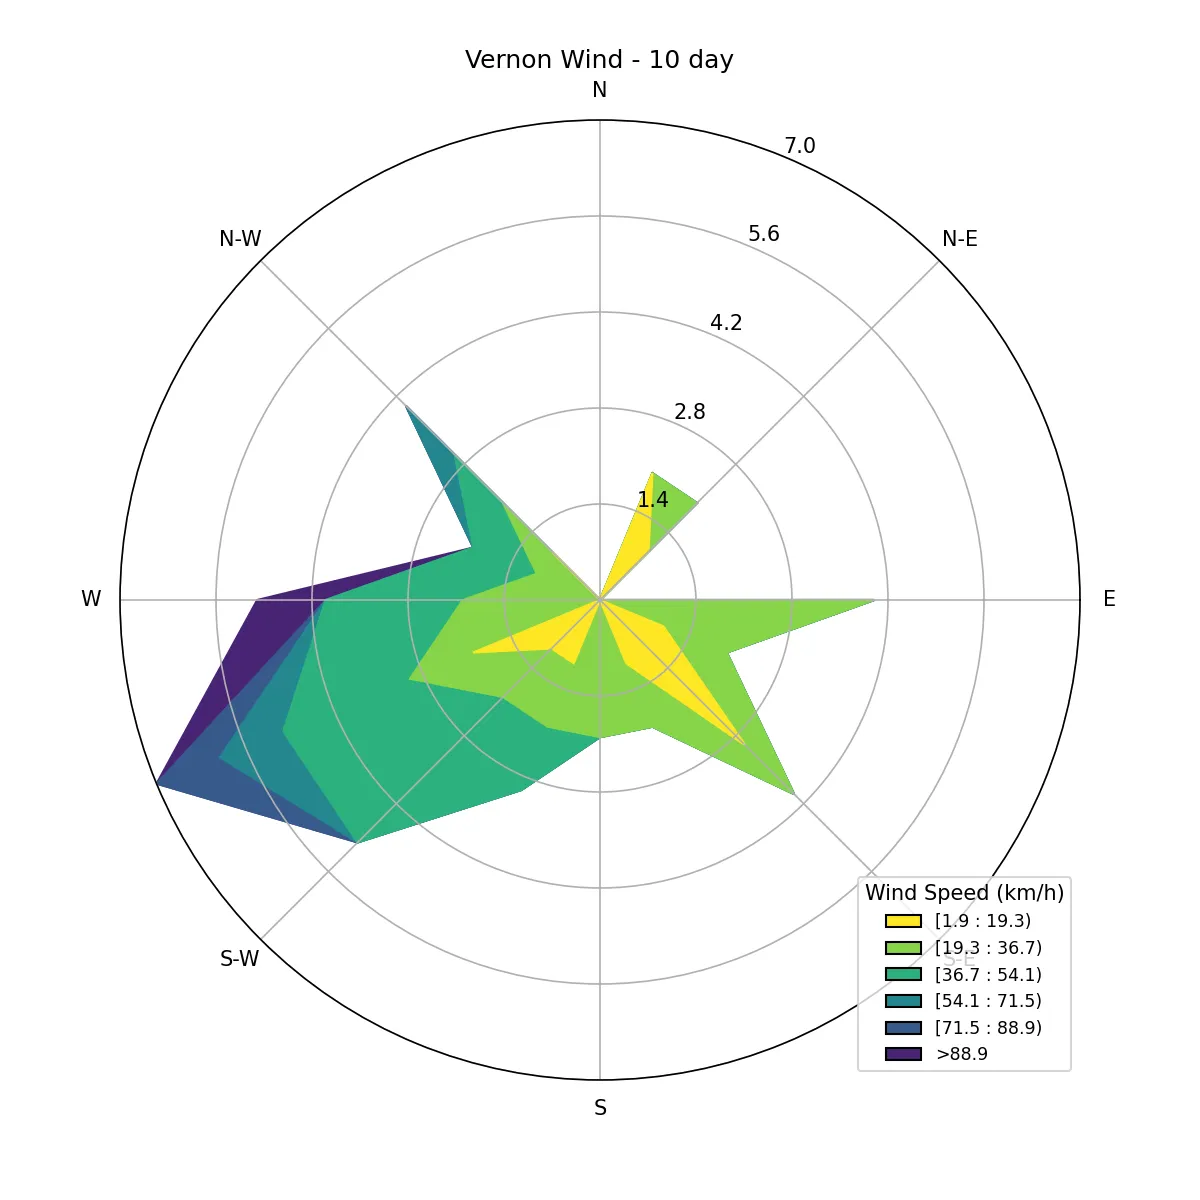 Vernon Wind - 10 day
N
7.0
N-W
5.6
N-E
4.2
2.8
1.4
W
E
S-W
S-E
S
Wind Speed (km/h)
[1.9 : 19.3)
[19.3 : 36.7)
[36.7 : 54.1)
[54.1 : 71.5)
[71.5 : 88.9)
>88.9